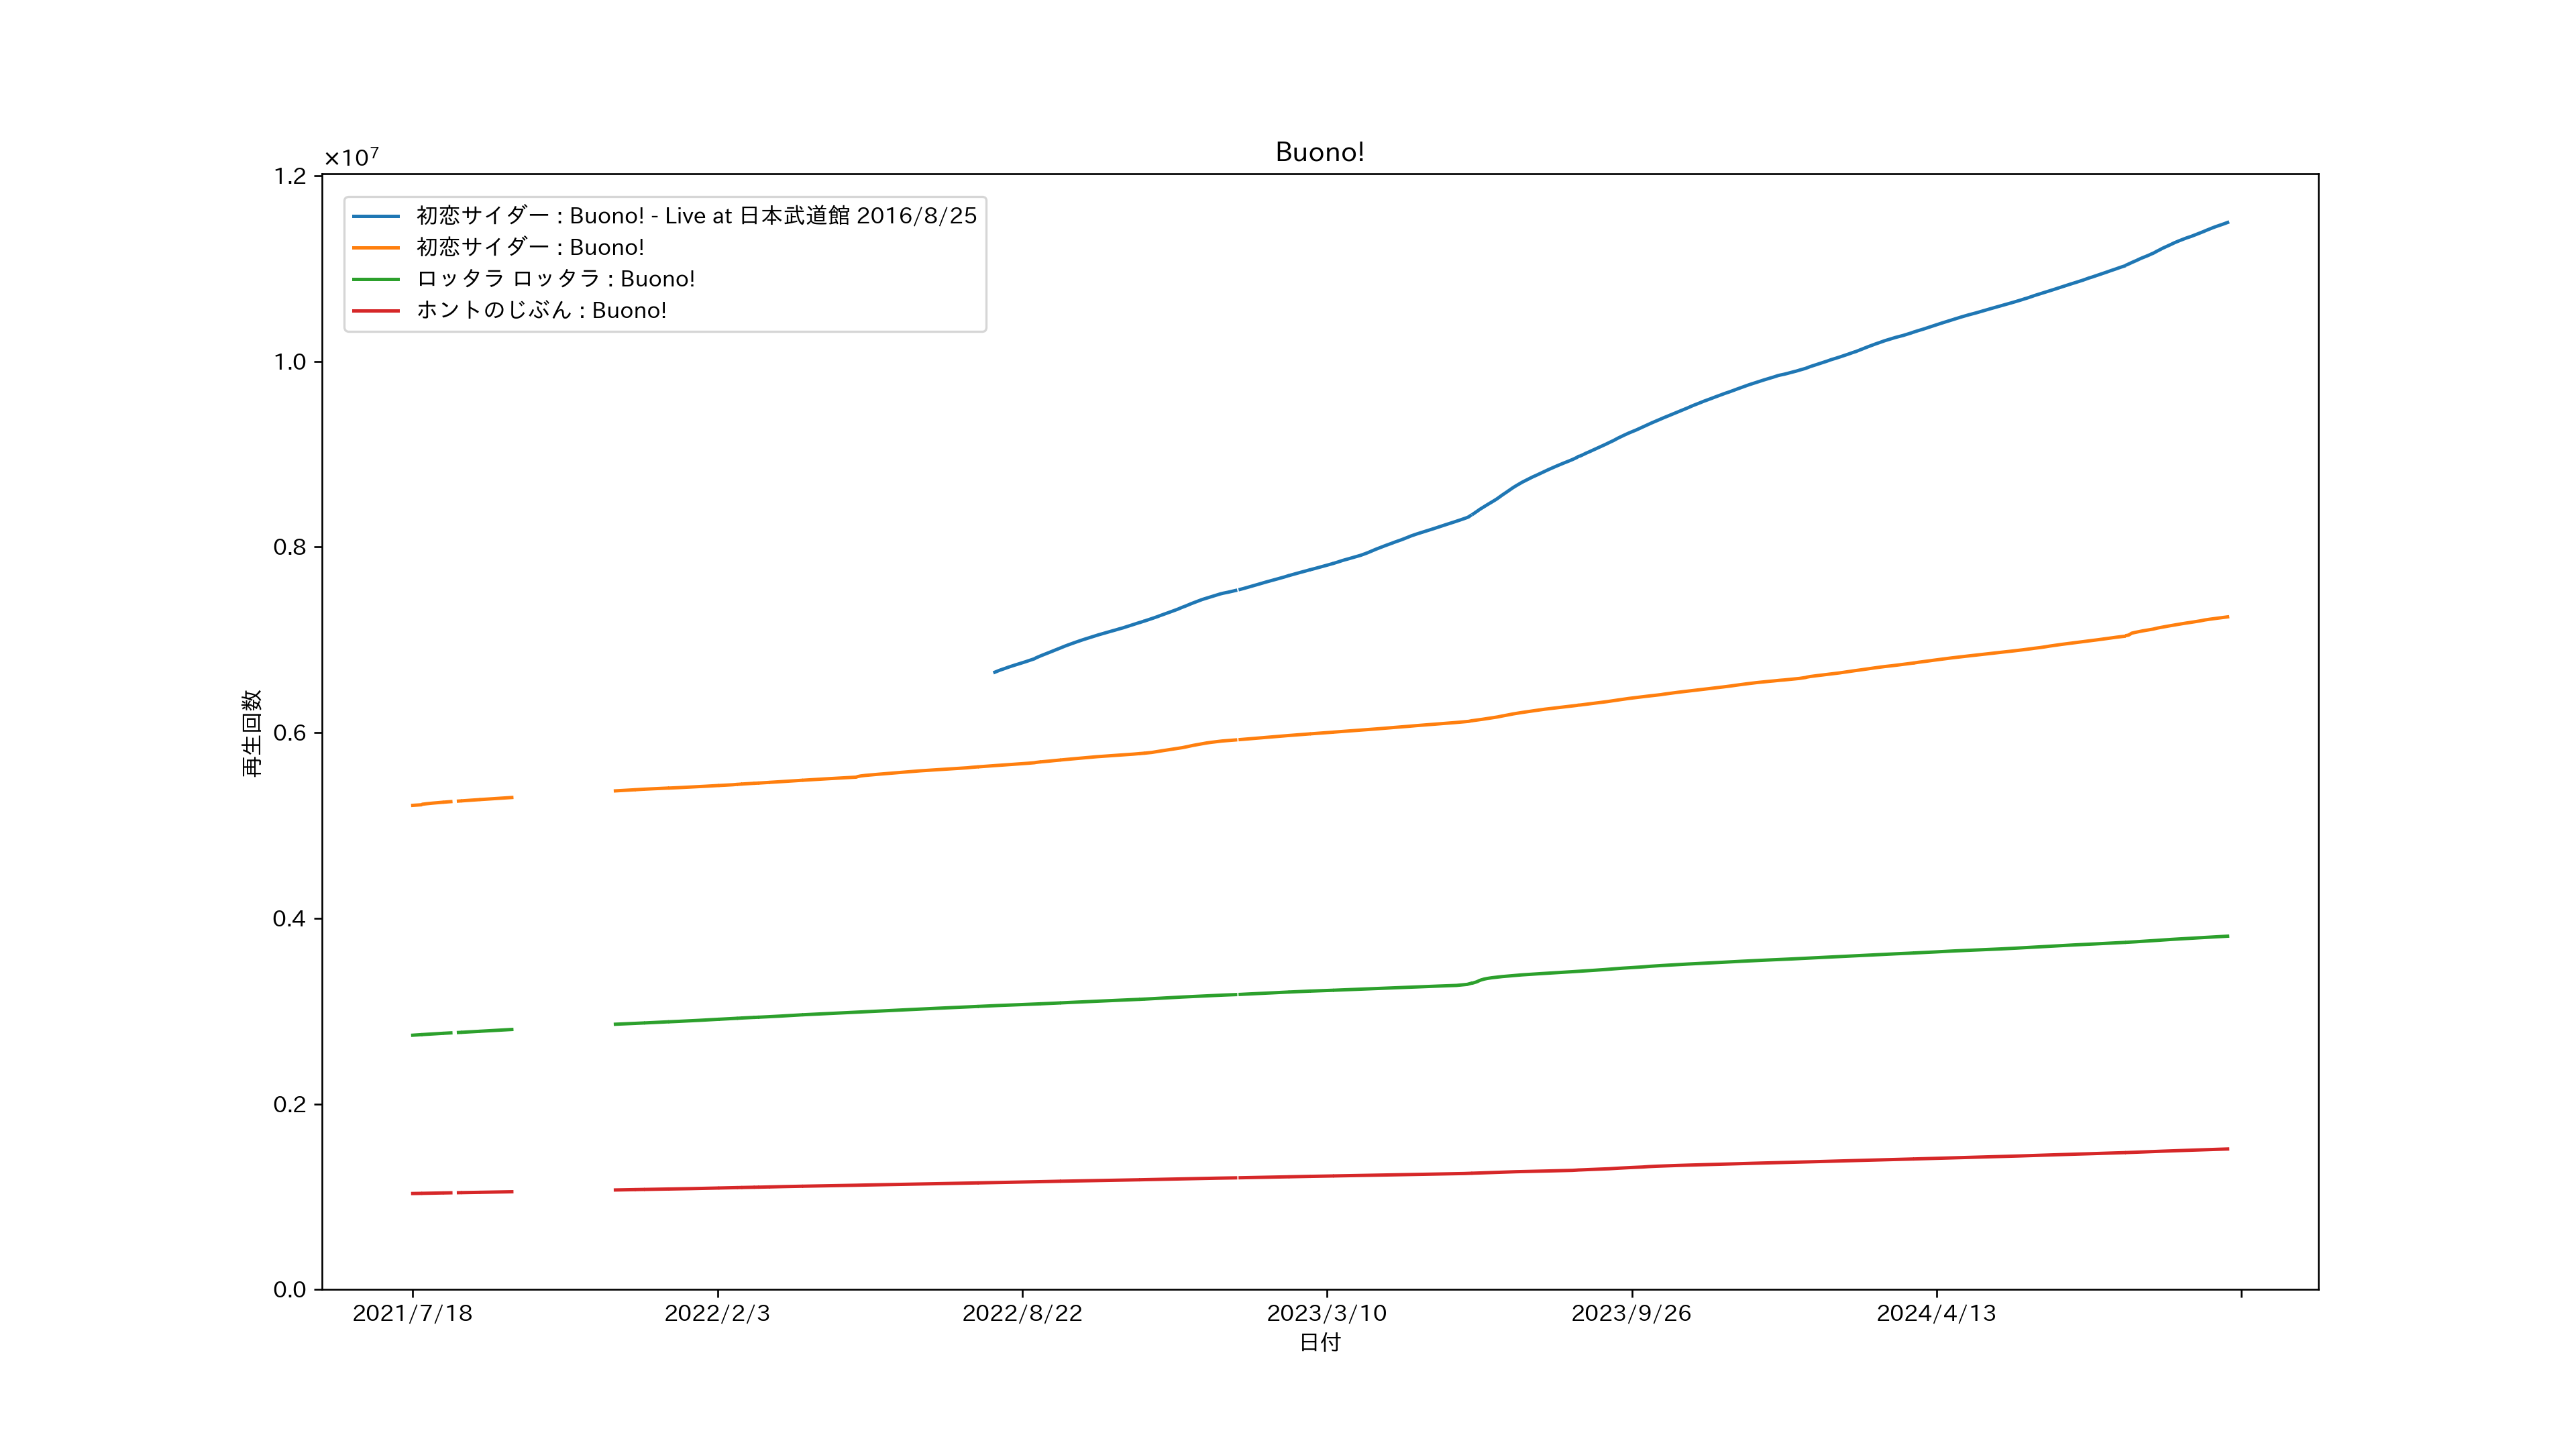 Buono!
×10⁷
1.2
1.0
0.8
0.6
0.4
0.2
0.0
再生回数
初恋サイダー : Buono! - Live at 日本武道館 2016/8/25
初恋サイダー : Buono!
ロッタラ ロッタラ : Buono!
ホントのじぶん : Buono!
2021/7/18 2022/2/3 2022/8/22 2023/3/10 2023/9/26 2024/4/13
日付